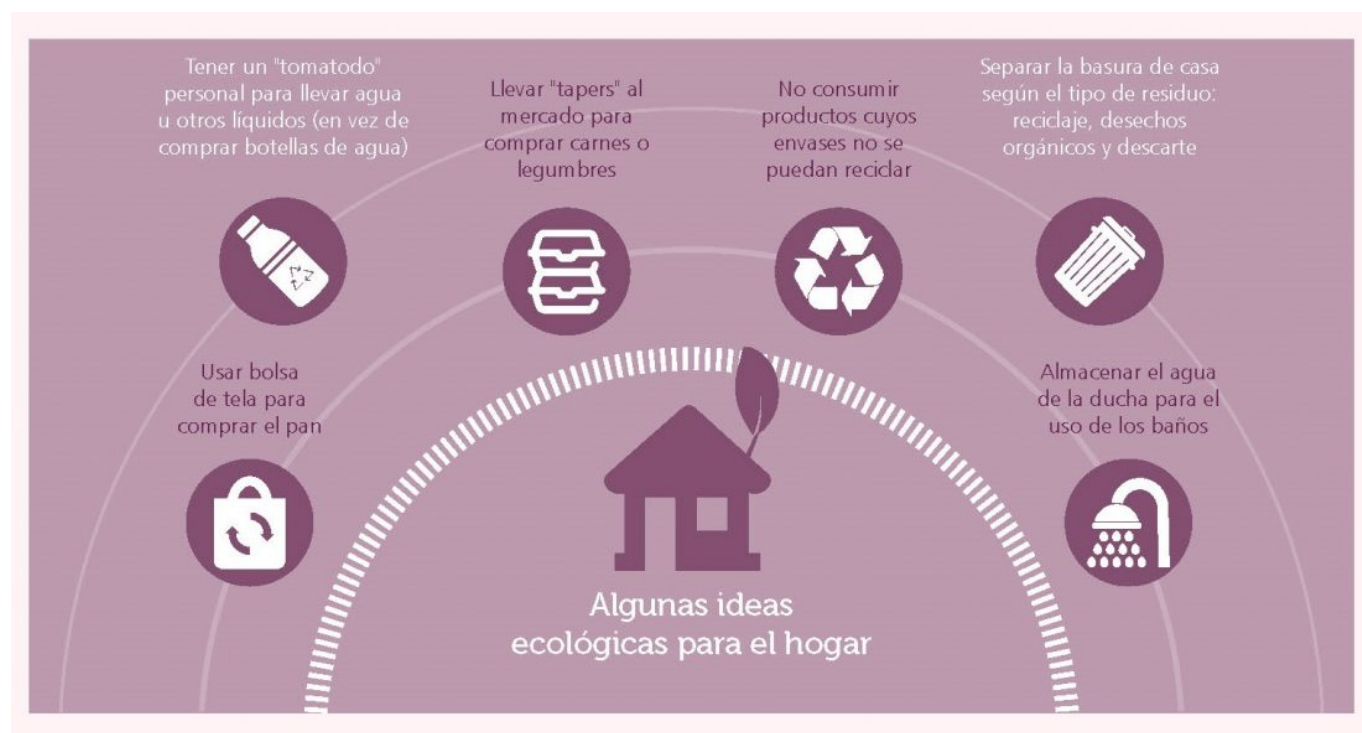 Tener un "tomatodo"
personal para llevar agua
u otros líquidos (en vez de
comprar botellas de agua)
Llevar "tapers" al
mercado para
comprar carnes o
legumbres
No consumir
productos cuyos
envases no se
puedan reciclar
Separar la basura de casa
según el tipo de residuo:
reciclaje, desechos
orgánicos y descarte
Usar bolsa
de tela para
comprar el pan
Almacenar el agua
de la ducha para el
uso de los baños
Algunas ideas
ecológicas para el hogar